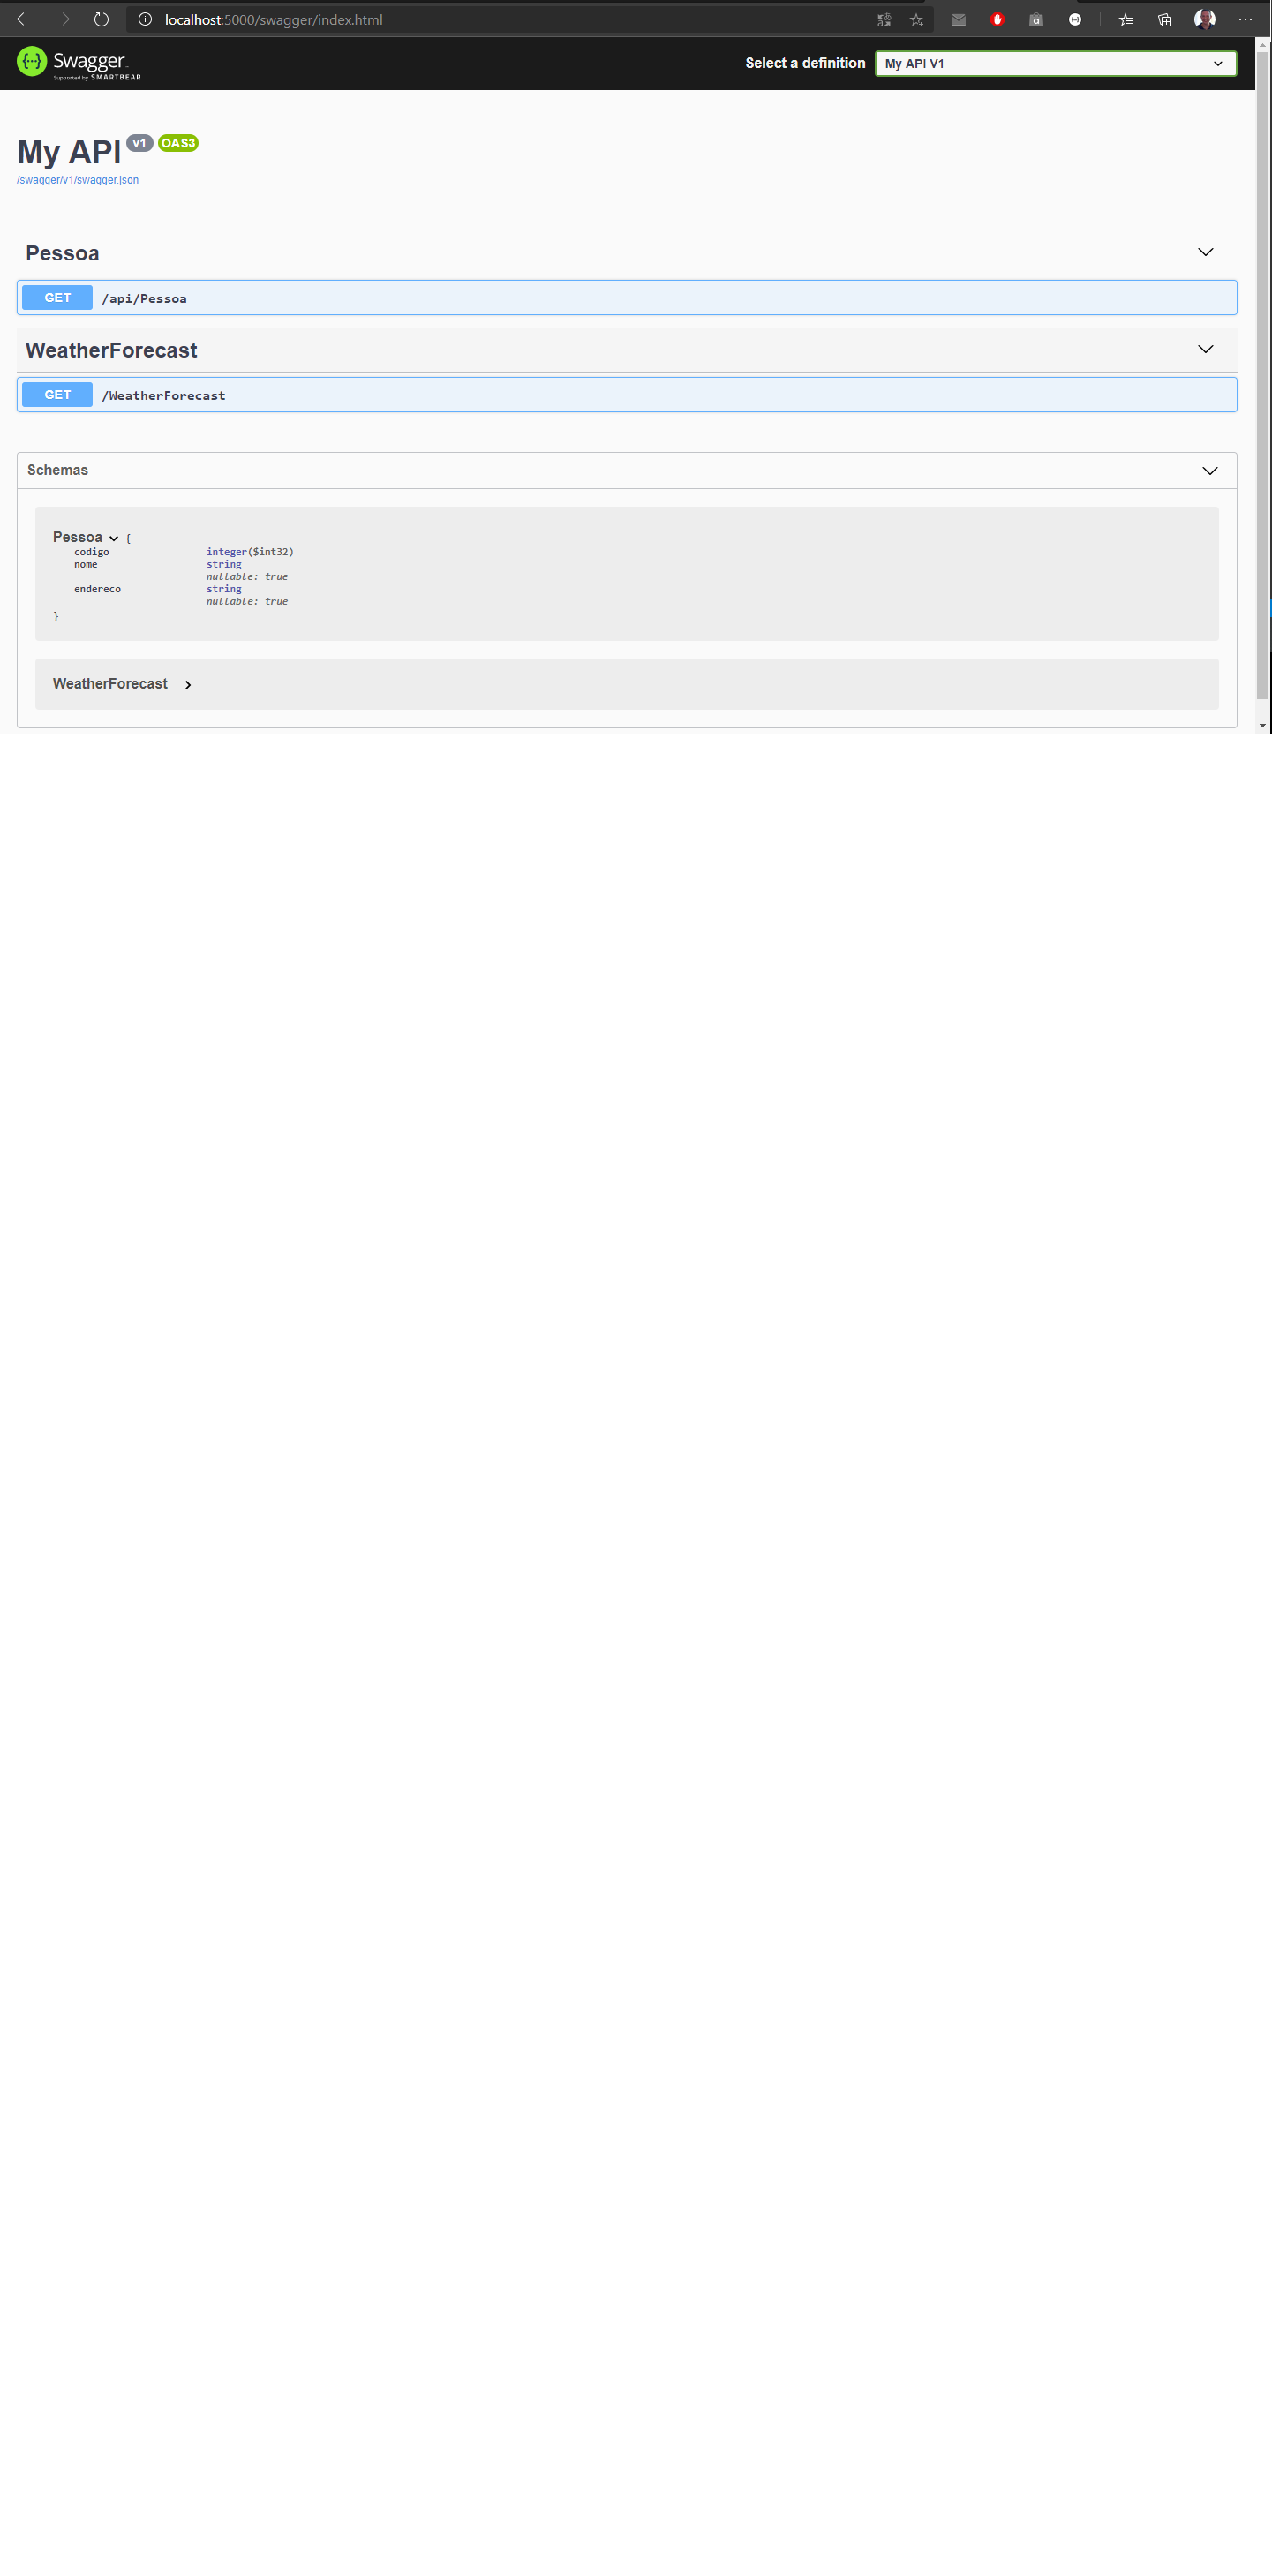 localhost:5000/swagger/index.html
Swagger
Supported by SMARTBEAR
Select a definition
My API V1
My API v1 OAS3
/swagger/v1/swagger.json
Pessoa
GET /api/Pessoa
WeatherForecast
GET /WeatherForecast
Schemas
Pessoa {
codigo integer($int32)
nome string
nullable: true
endereco string
nullable: true
}
WeatherForecast